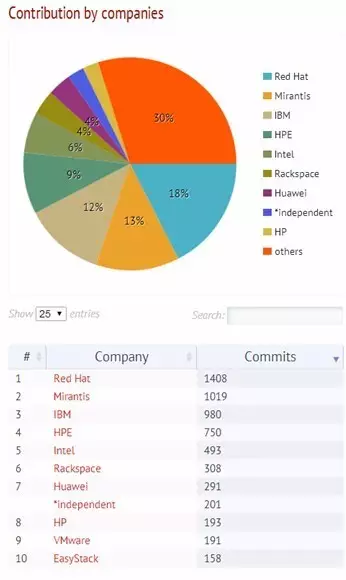 Contribution by companies
30%
4%
4%
6%
9%
12%
13%
18%
Red Hat
Mirantis
IBM
HPE
Intel
Rackspace
Huawei
*independent
HP
others
Show 25 entries
Search:
# Company Commits
1 Red Hat 1408
2 Mirantis 1019
3 IBM 980
4 HPE 750
5 Intel 493
6 Rackspace 308
7 Huawei 291
*independent 201
8 HP 193
9 VMware 191
10 EasyStack 158